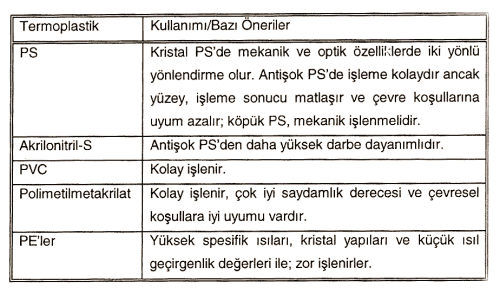 Termoplastik Kullanımı/Bazı Öneriler
PS Kristal PS'de mekanik ve optik özelliklerde iki yönlü
yönlendirme olur. Antişok PS'de işleme kolaydır ancak
yüzey, işleme sonucu matlaşır ve çevre koşullarına
uyum azalır; köpük PS, mekanik işlenmelidir.
Akrilonitril-S Antişok PS'den daha yüksek darbe dayanımlıdır.
PVC Kolay işlenir.
Polimetilmetakrilat Kolay işlenir, çok iyi saydamlık derecesi ve çevresel
koşullara iyi uyumu vardır.
PE'ler Yüksek spesifik ısıları, kristal yapıları ve küçük ısıl
geçirgenlik değerleri ile; zor işlenirler.